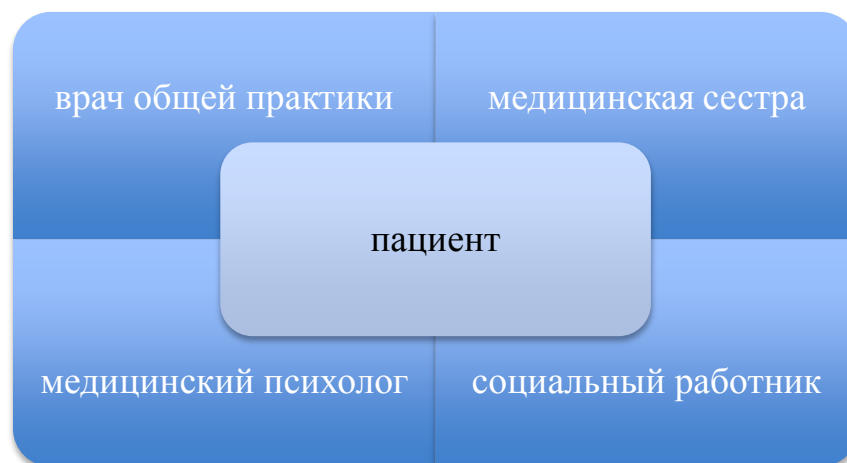 врач общей практики
медицинская сестра
пациент
медицинский психолог
социальный работник